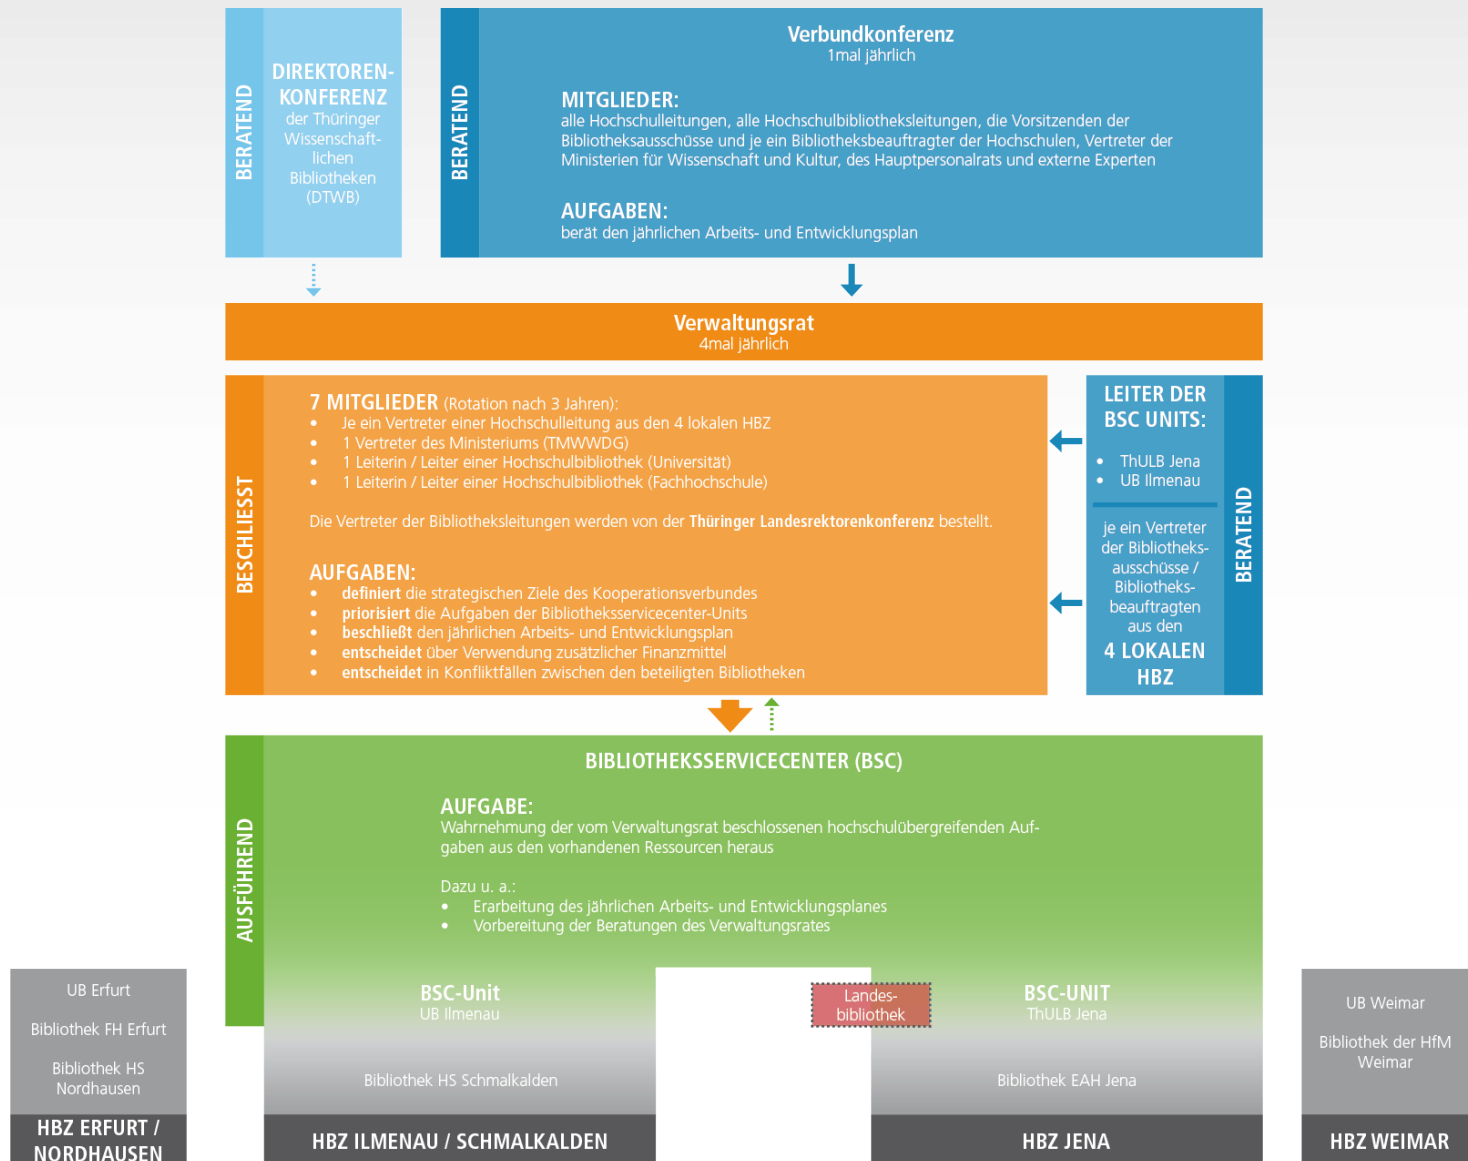 BERATEND
DIREKTOREN-
KONFERENZ
der Thüringer
Wissenschaft-
lichen
Bibliotheken
(DTWB)
BERATEND
Verbundkonferenz
1mal jährlich
MITGLIEDER:
alle Hochschulleitungen, alle Hochschulbibliotheksleitungen, die Vorsitzenden der
Bibliotheksausschüsse und je ein Bibliotheksbeauftragter der Hochschulen, Vertreter der
Ministerien für Wissenschaft und Kultur, des Hauptpersonalrats und externe Experten
AUFGABEN:
berät den jährlichen Arbeits- und Entwicklungsplan
Verwaltungsrat
4mal jährlich
BESCHLIESST
7 MITGLIEDER (Rotation nach 3 Jahren):
• Je ein Vertreter einer Hochschulleitung aus den 4 lokalen HBZ
• 1 Vertreter des Ministeriums (TMWWDG)
• 1 Leiterin / Leiter einer Hochschulbibliothek (Universität)
• 1 Leiterin / Leiter einer Hochschulbibliothek (Fachhochschule)
Die Vertreter der Bibliotheksleitungen werden von der Thüringer Landesrektorenkonferenz bestellt.
AUFGABEN:
• definiert die strategischen Ziele des Kooperationsverbundes
• priorisiert die Aufgaben der Bibliotheksservicecenter-Units
• beschließt den jährlichen Arbeits- und Entwicklungsplan
• entscheidet über Verwendung zusätzlicher Finanzmittel
• entscheidet in Konfliktfällen zwischen den beteiligten Bibliotheken
LEITER DER
BSC UNITS:
• ThULB Jena
• UB Ilmenau
je ein Vertreter
der Bibliotheks-
ausschüsse /
Bibliotheks-
beauftragten
aus den
4 LOKALEN
HBZ
BERATEND
AUSFÜHREND
BIBLIOTHEKSSERVICECENTER (BSC)
AUFGABE:
Wahrnehmung der vom Verwaltungsrat beschlossenen hochschulübergreifenden Auf-
gaben aus den vorhandenen Ressourcen heraus
Dazu u. a.:
• Erarbeitung des jährlichen Arbeits- und Entwicklungsplanes
• Vorbereitung der Beratungen des Verwaltungsrates
UB Erfurt
Bibliothek FH Erfurt
Bibliothek HS
Nordhausen
HBZ ERFURT /
NORDHAUSEN
BSC-Unit
UB Ilmenau
Bibliothek HS Schmalkalden
HBZ ILMENAU / SCHMALKALDEN
Landes-
bibliothek
BSC-UNIT
ThULB Jena
Bibliothek EAH Jena
HBZ JENA
UB Weimar
Bibliothek der HfM
Weimar
HBZ WEIMAR